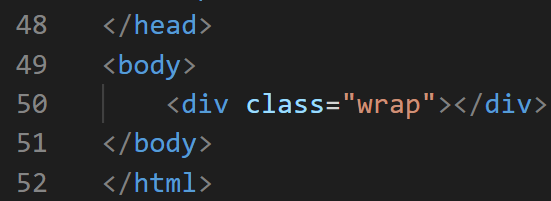 48 </head>
49 <body>
50 <div class="wrap"></div>
51 </body>
52 </html>